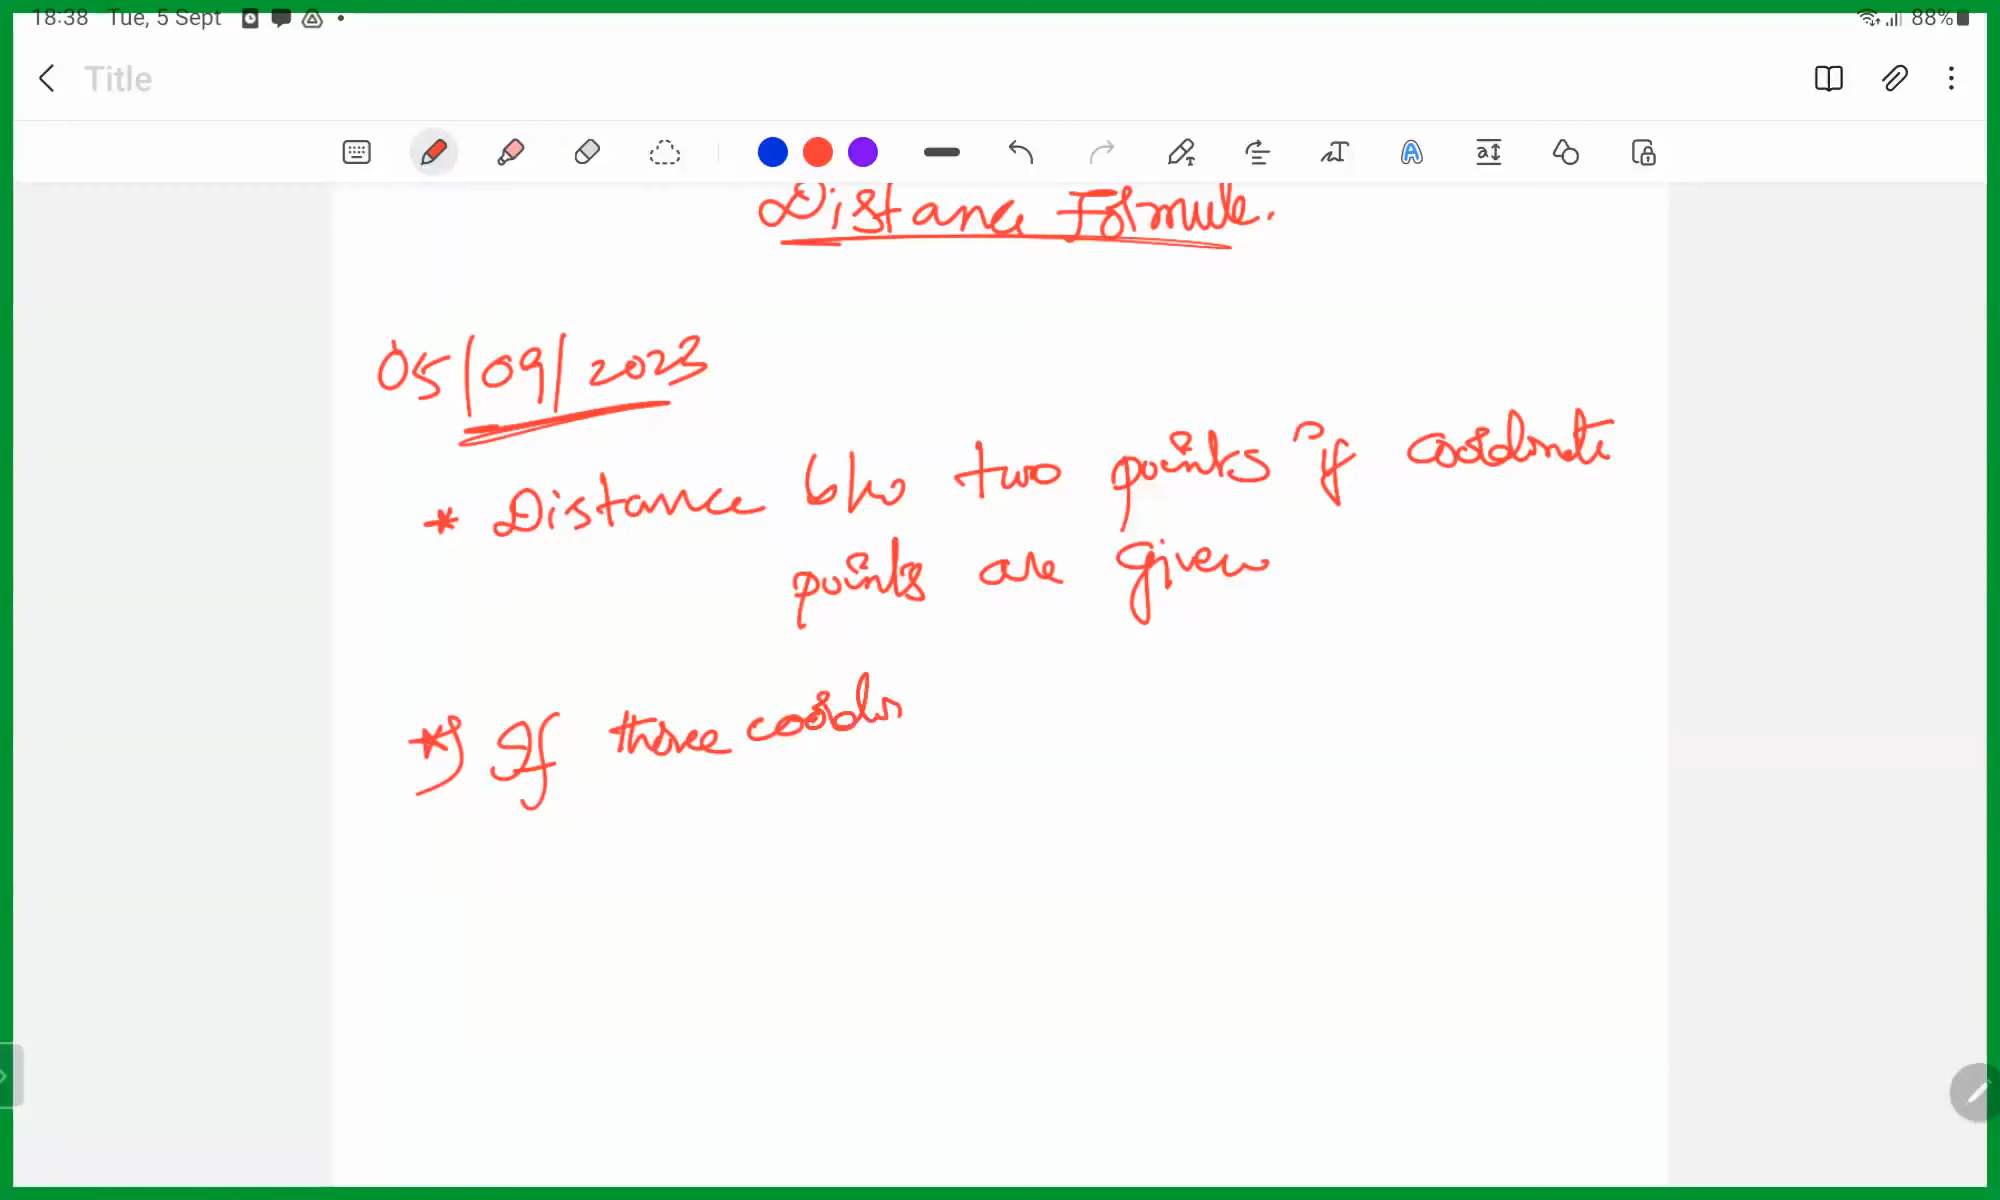 18:38 Tue, 5 Sept 88%
Title
Distance Formula.
05/09/2023
* Distance b/w two points if coordinate
points are given
*) If three coordin